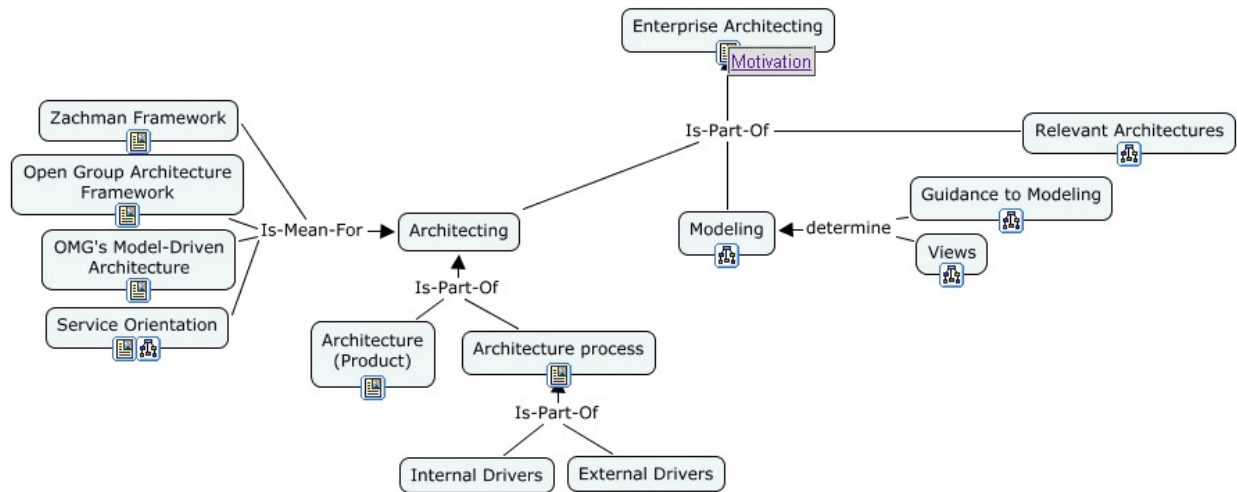 Enterprise Architecting
Motivation
Zachman Framework
Is-Part-Of
Relevant Architectures
Open Group Architecture
Framework
Guidance to Modeling
Is-Mean-For
Architecting
Modeling
determine
OMG's Model-Driven
Architecture
Views
Is-Part-Of
Service Orientation
Architecture
(Product)
Architecture process
Is-Part-Of
Internal Drivers
External Drivers